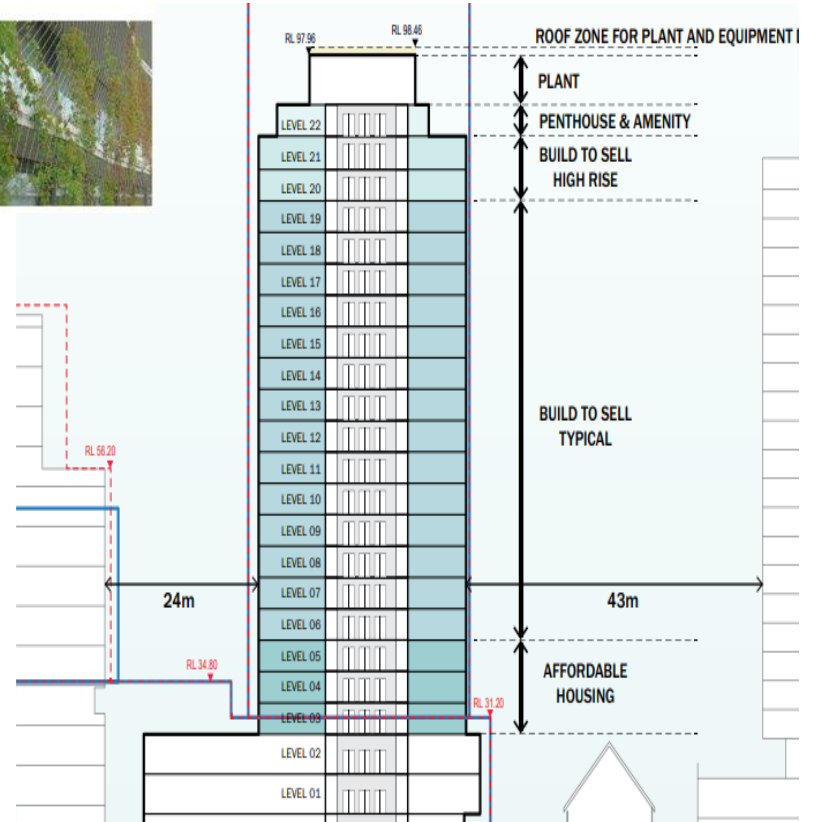 RL 97.96
RL 98.46
ROOF ZONE FOR PLANT AND EQUIPMENT
PLANT
LEVEL 22
PENTHOUSE & AMENITY
LEVEL 21
BUILD TO SELL
HIGH RISE
LEVEL 20
LEVEL 19
LEVEL 18
LEVEL 17
LEVEL 16
LEVEL 15
LEVEL 14
LEVEL 13
BUILD TO SELL
TYPICAL
LEVEL 12
RL 56.20
LEVEL 11
LEVEL 10
LEVEL 09
LEVEL 08
LEVEL 07
24m
43m
LEVEL 06
LEVEL 05
RL 34.80
AFFORDABLE
HOUSING
LEVEL 04
RL 31.20
LEVEL 03
LEVEL 02
LEVEL 01